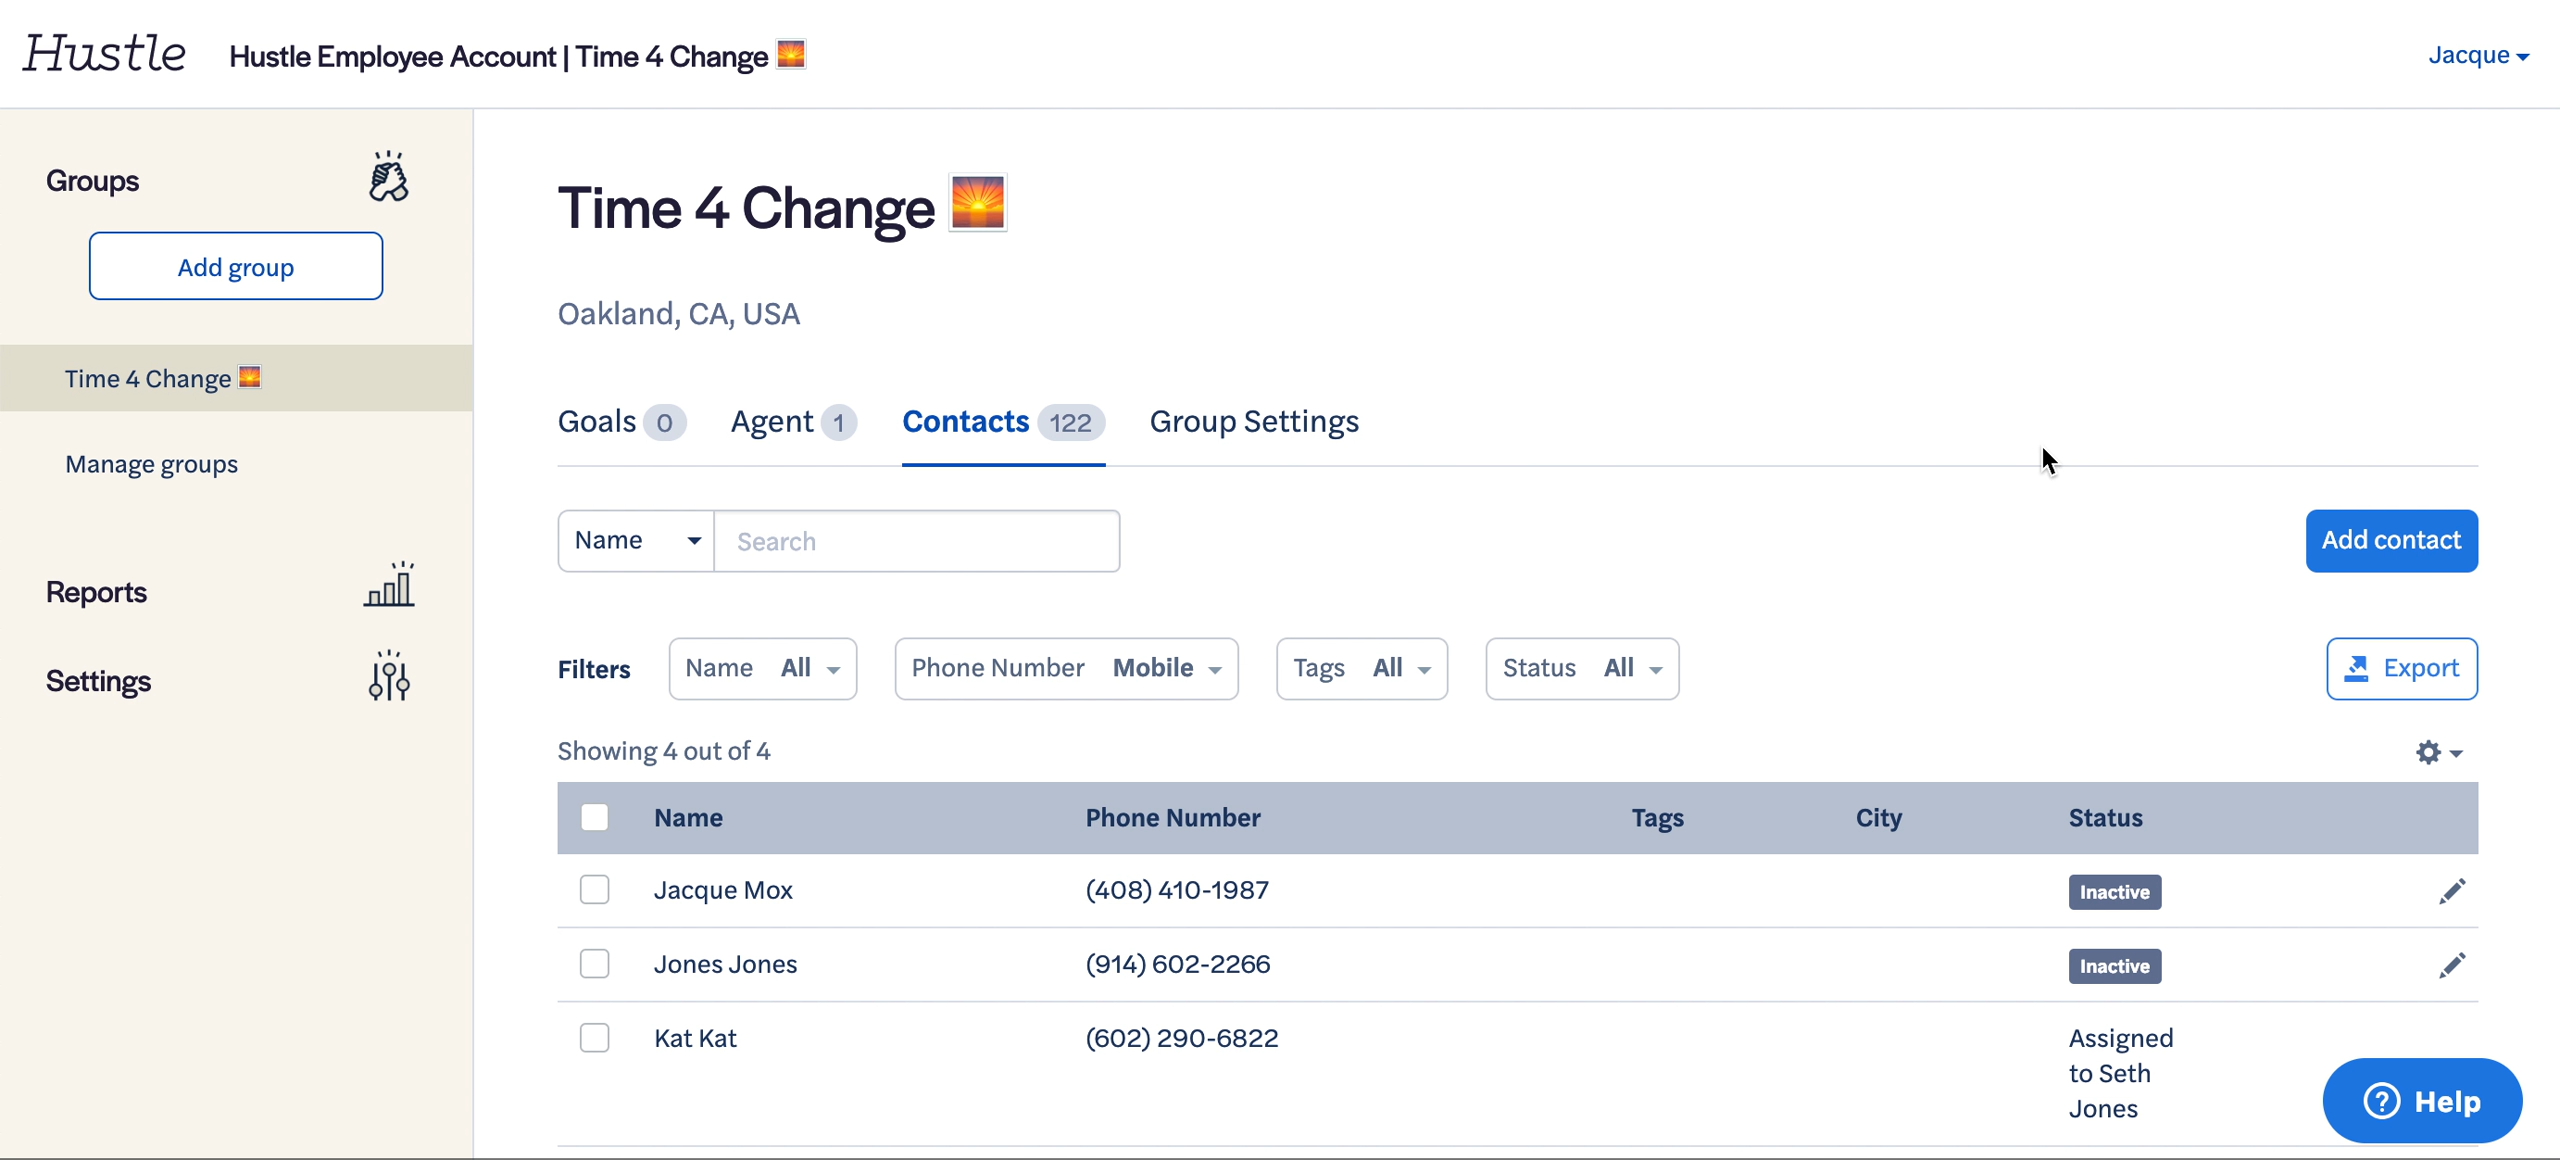 Hustle Hustle Employee Account | Time 4 Change Jacque
Groups
Add group
Time 4 Change
Manage groups
Reports
Settings
Time 4 Change
Oakland, CA, USA
Goals 0 Agent 1 Contacts 122 Group Settings
Name Search Add contact
Filters Name All Phone Number Mobile Tags All Status All Export
Showing 4 out of 4
Name Phone Number Tags City Status
Jacque Mox (408) 410-1987 Inactive
Jones Jones (914) 602-2266 Inactive
Kat Kat (602) 290-6822 Assigned
to Seth
Jones
? Help